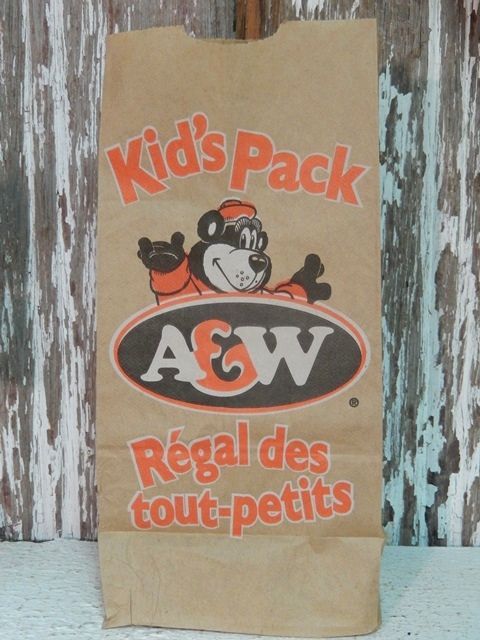 Kid's Pack
A&W
®
Régal des
tout-petits